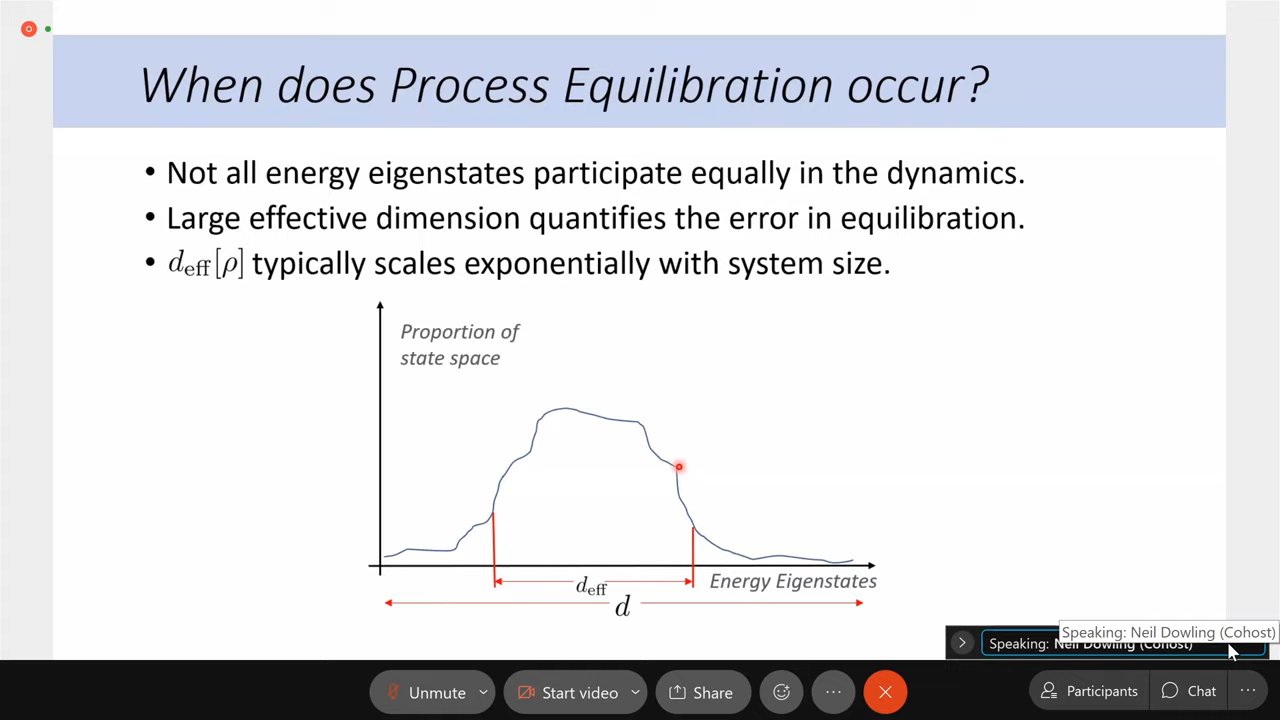 When does Process Equilibration occur?
• Not all energy eigenstates participate equally in the dynamics.
• Large effective dimension quantifies the error in equilibration.
• d_eff[ρ] typically scales exponentially with system size.
Proportion of
state space
d_eff
Energy Eigenstates
d
Speaking: Neil Dowling (Cohost)
Speaking: Neil Dowling (Cohost)
Unmute
Start video
Share
Participants
Chat